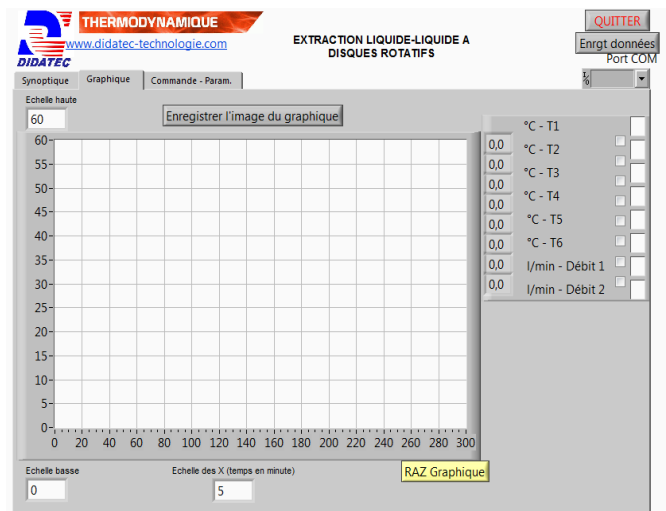 THERMODYNAMIQUE
www.didatec-technologie.com
DIDATEC
EXTRACTION LIQUIDE-LIQUIDE A
DISQUES ROTATIFS
QUITTER
Enrgt données
Port COM
Synoptique Graphique Commande - Param.
Echelle haute
60
Enregistrer l'image du graphique
°C - T1
0,0 °C - T2
0,0 °C - T3
0,0 °C - T4
0,0 °C - T5
0,0 °C - T6
0,0 l/min - Débit 1
0,0 l/min - Débit 2
0,0
60
55
50
45
40
35
30
25
20
15
10
5
0
0 20 40 60 80 100 120 140 160 180 200 220 240 260 280 300
Echelle basse
0
Echelle des X (temps en minute)
5
RAZ Graphique